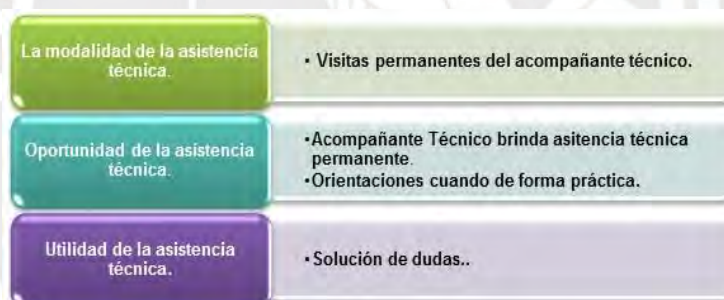 La modalidad de la asistencia
técnica.
• Visitas permanentes del acompañante técnico.
Oportunidad de la asistencia
técnica.
•Acompañante Técnico brinda asitencia técnica
permanente.
•Orientaciones cuando de forma práctica.
Utilidad de la asistencia
técnica.
•Solución de dudas..